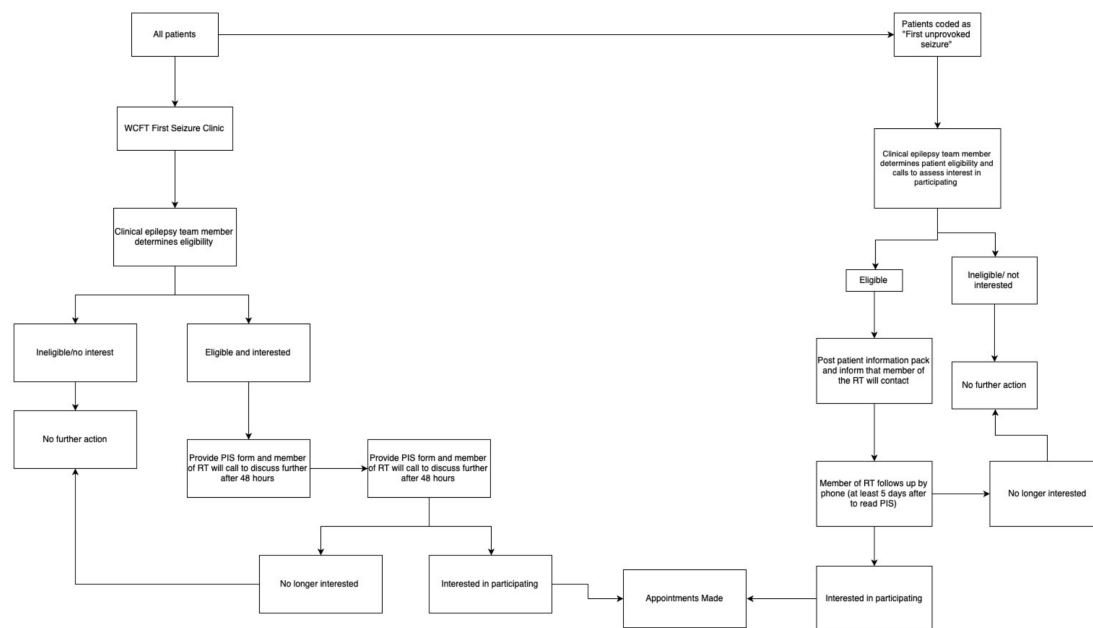 All patients
Patients coded as
"First unprovoked
seizure"
WCFT First Seizure Clinic
Clinical epilepsy team member
determines patient eligibility and
calls to assess interest in
participating
Clinical epilepsy team member
determines eligibility
Eligible
Ineligible/ not
interested
Ineligible/no interest
Eligible and interested
Post patient information pack
and inform that member of
the RT will contact
No further action
No further action
Provide PIS form and member
of RT will call to discuss further
after 48 hours
Provide PIS form and member
of RT will call to discuss further
after 48 hours
Member of RT follows up by
phone (at least 5 days after
to read PIS)
No longer interested
No longer interested
Interested in participating
Appointments Made
Interested in participating